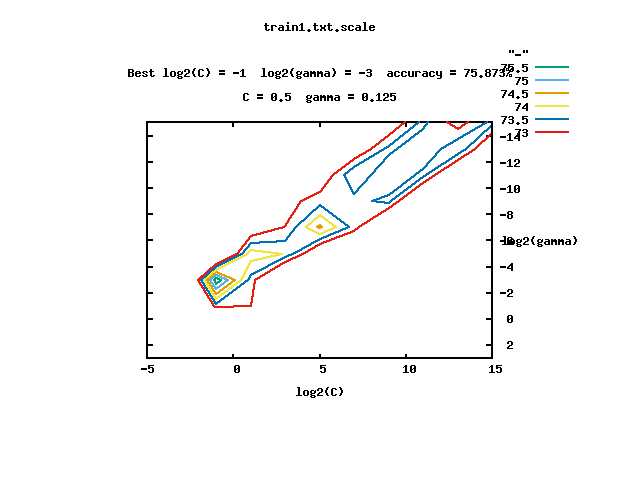 train1.txt.scale
"-"
Best log2(C) = -1  log2(gamma) = -3  accuracy = 75.873%
C = 0.5  gamma = 0.125
75.5
75
74.5
74
73.5
73
-14
-12
-10
-8
-6
log2(gamma)
-4
-2
0
2
-5 0 5 10 15
log2(C)